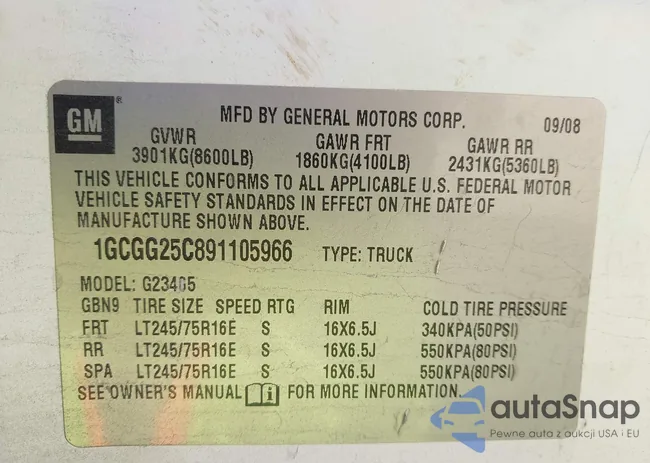 GM
®
MFD BY GENERAL MOTORS CORP. 09/08
GVWR GAWR FRT GAWR RR
3901KG(8600LB) 1860KG(4100LB) 2431KG(5360LB)
THIS VEHICLE CONFORMS TO ALL APPLICABLE U.S. FEDERAL MOTOR
VEHICLE SAFETY STANDARDS IN EFFECT ON THE DATE OF
MANUFACTURE SHOWN ABOVE.
1GCGG25C891105966 TYPE: TRUCK
MODEL: G23405
GBN9 TIRE SIZE SPEED RTG RIM COLD TIRE PRESSURE
FRT LT245/75R16E S 16X6.5J 340KPA(50PSI)
RR LT245/75R16E S 16X6.5J 550KPA(80PSI)
SPA LT245/75R16E S 16X6.5J 550KPA(80PSI)
SEE OWNER'S MANUAL FOR MORE INFORMATION.
autaSnap
Pewne auta z aukcji USA i EU